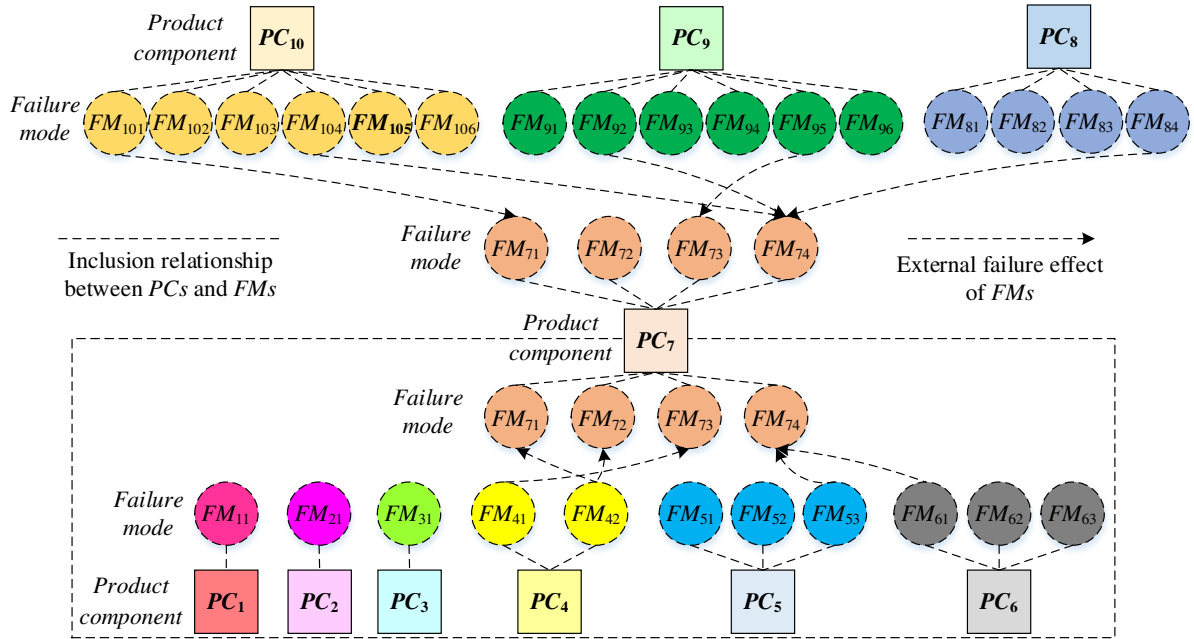 Product
component
PC10
PC9
PC8
Failure
mode
FM101 FM102 FM103 FM104 FM105 FM106
FM91 FM92 FM93 FM94 FM95 FM96
FM81 FM82 FM83 FM84
Failure
mode
FM71 FM72 FM73 FM74
Inclusion relationship
between PCs and FMs
External failure effect
of FMs
Product
component
PC7
Failure
mode
FM71 FM72 FM73 FM74
Failure
mode
FM11 FM21 FM31 FM41 FM42 FM51 FM52 FM53 FM61 FM62 FM63
Product
component
PC1 PC2 PC3 PC4 PC5 PC6